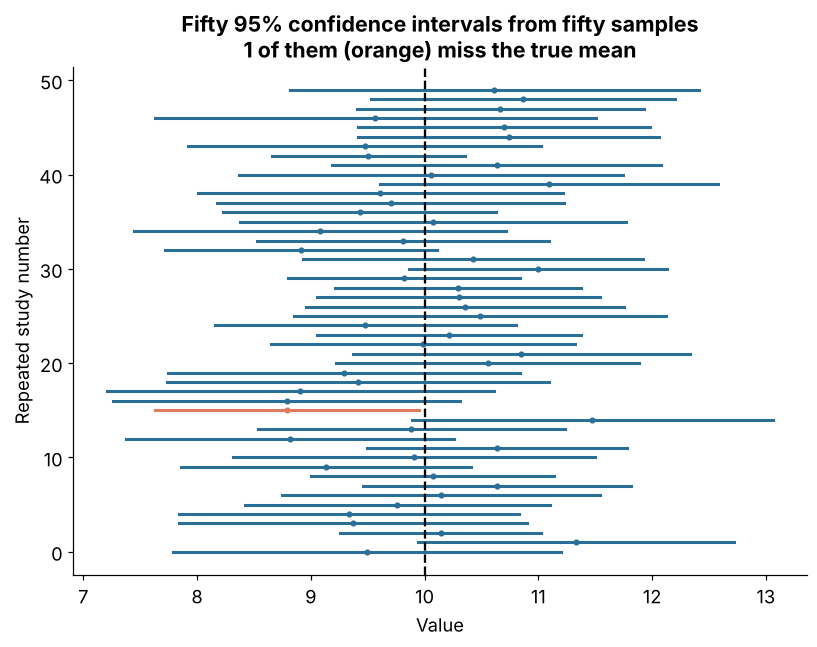 Fifty 95% confidence intervals from fifty samples
1 of them (orange) miss the true mean
50
40
30
20
10
0
Repeated study number
7 8 9 10 11 12 13
Value